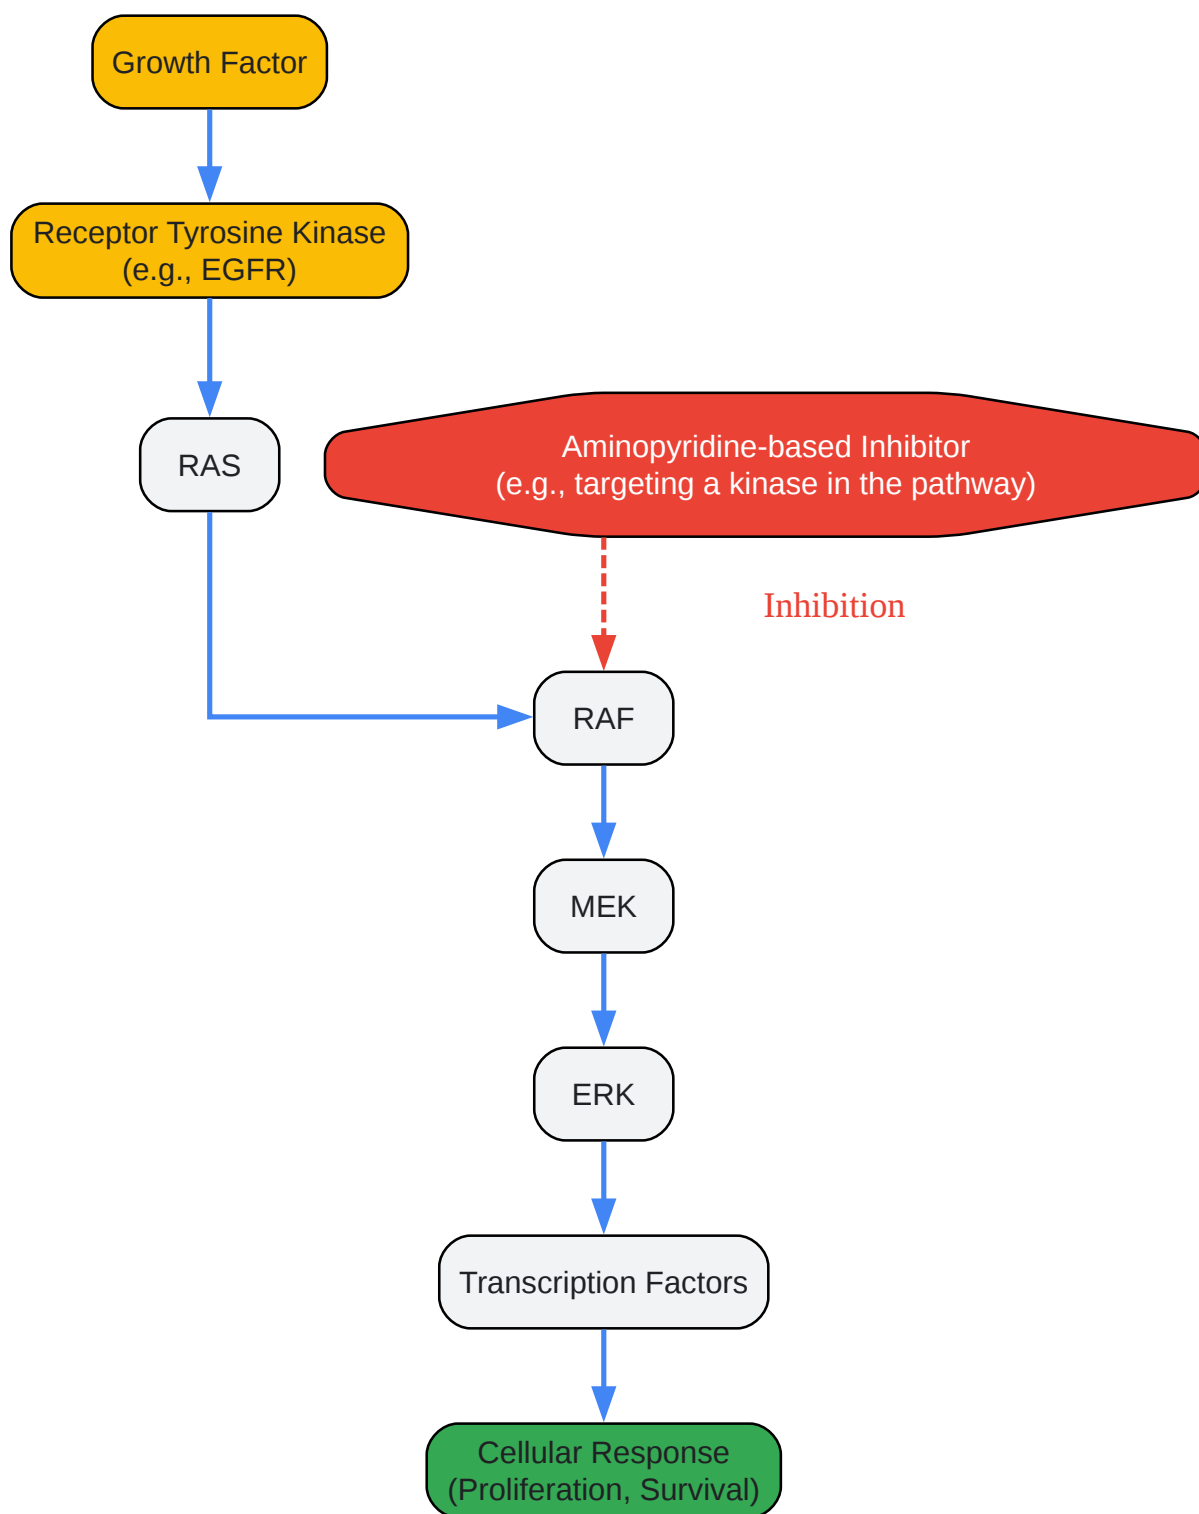 Growth Factor
Receptor Tyrosine Kinase
(e.g., EGFR)
RAS
Aminopyridine-based Inhibitor
(e.g., targeting a kinase in the pathway)
Inhibition
RAF
MEK
ERK
Transcription Factors
Cellular Response
(Proliferation, Survival)